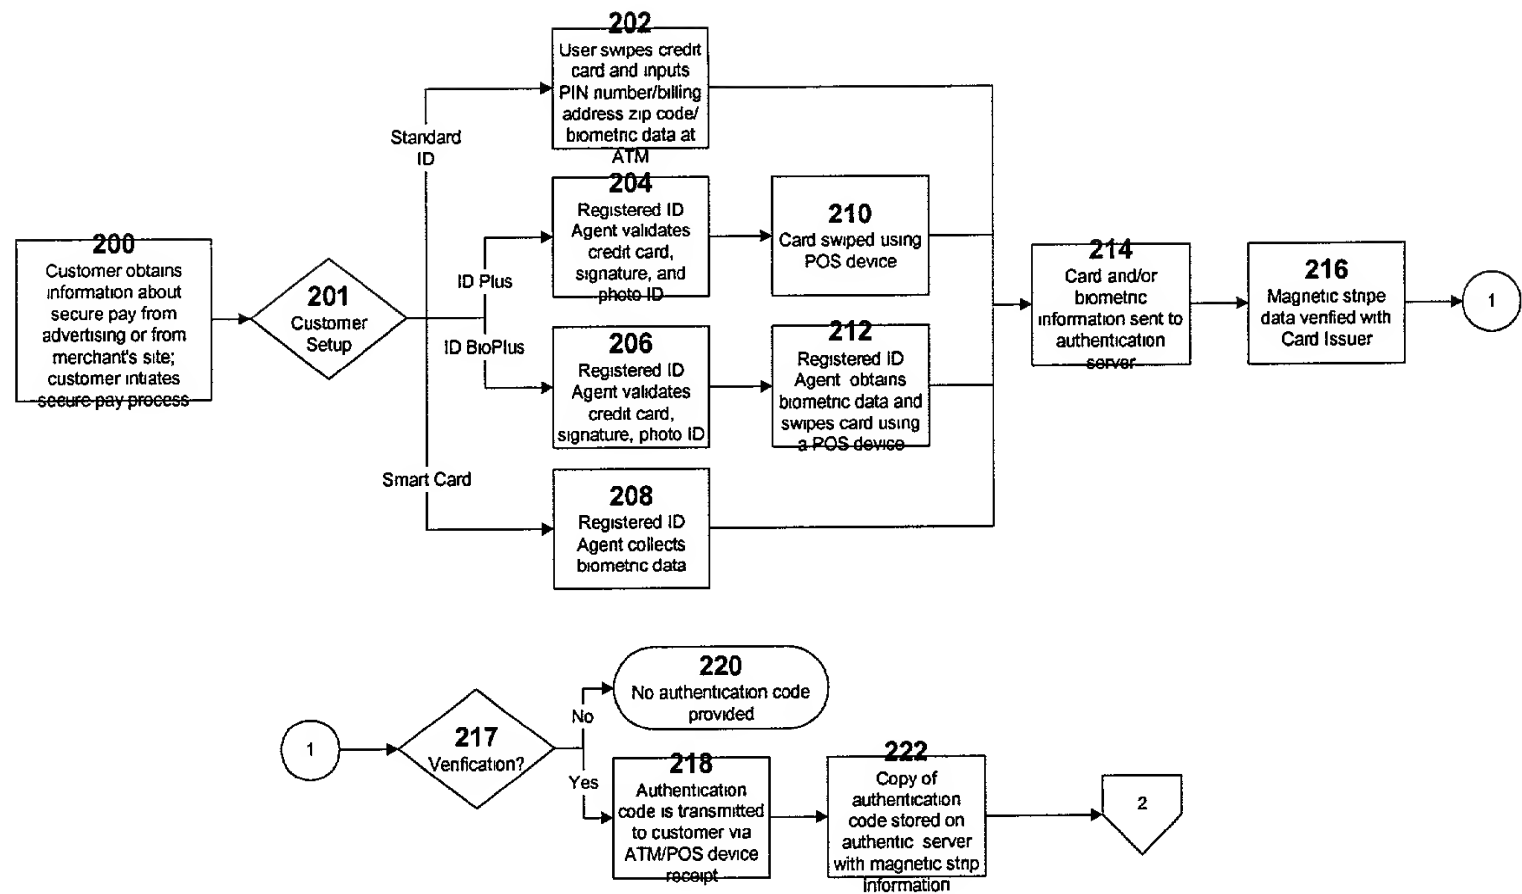 202
User swipes credit
card and inputs
PIN number/billing
address zip code/
biometric data at
ATM
Standard
ID
204
Registered ID
Agent validates
credit card,
signature, and
photo ID
210
Card swiped using
POS device
200
Customer obtains
information about
secure pay from
advertising or from
merchant's site;
customer intiates
secure pay process
201
Customer
Setup
ID Plus
ID BioPlus
206
Registered ID
Agent validates
credit card,
signature, photo ID
212
Registered ID
Agent obtains
biometric data and
swipes card using
a POS device
214
Card and/or
biometric
information sent to
authentication
server
216
Magnetic stripe
data verified with
Card Issuer
1
Smart Card
208
Registered ID
Agent collects
biometric data
1
217
Verification?
No
Yes
220
No authentication code
provided
218
Authentication
code is transmitted
to customer via
ATM/POS device
receipt
222
Copy of
authentication
code stored on
authentic server
with magnetic strip
information
2